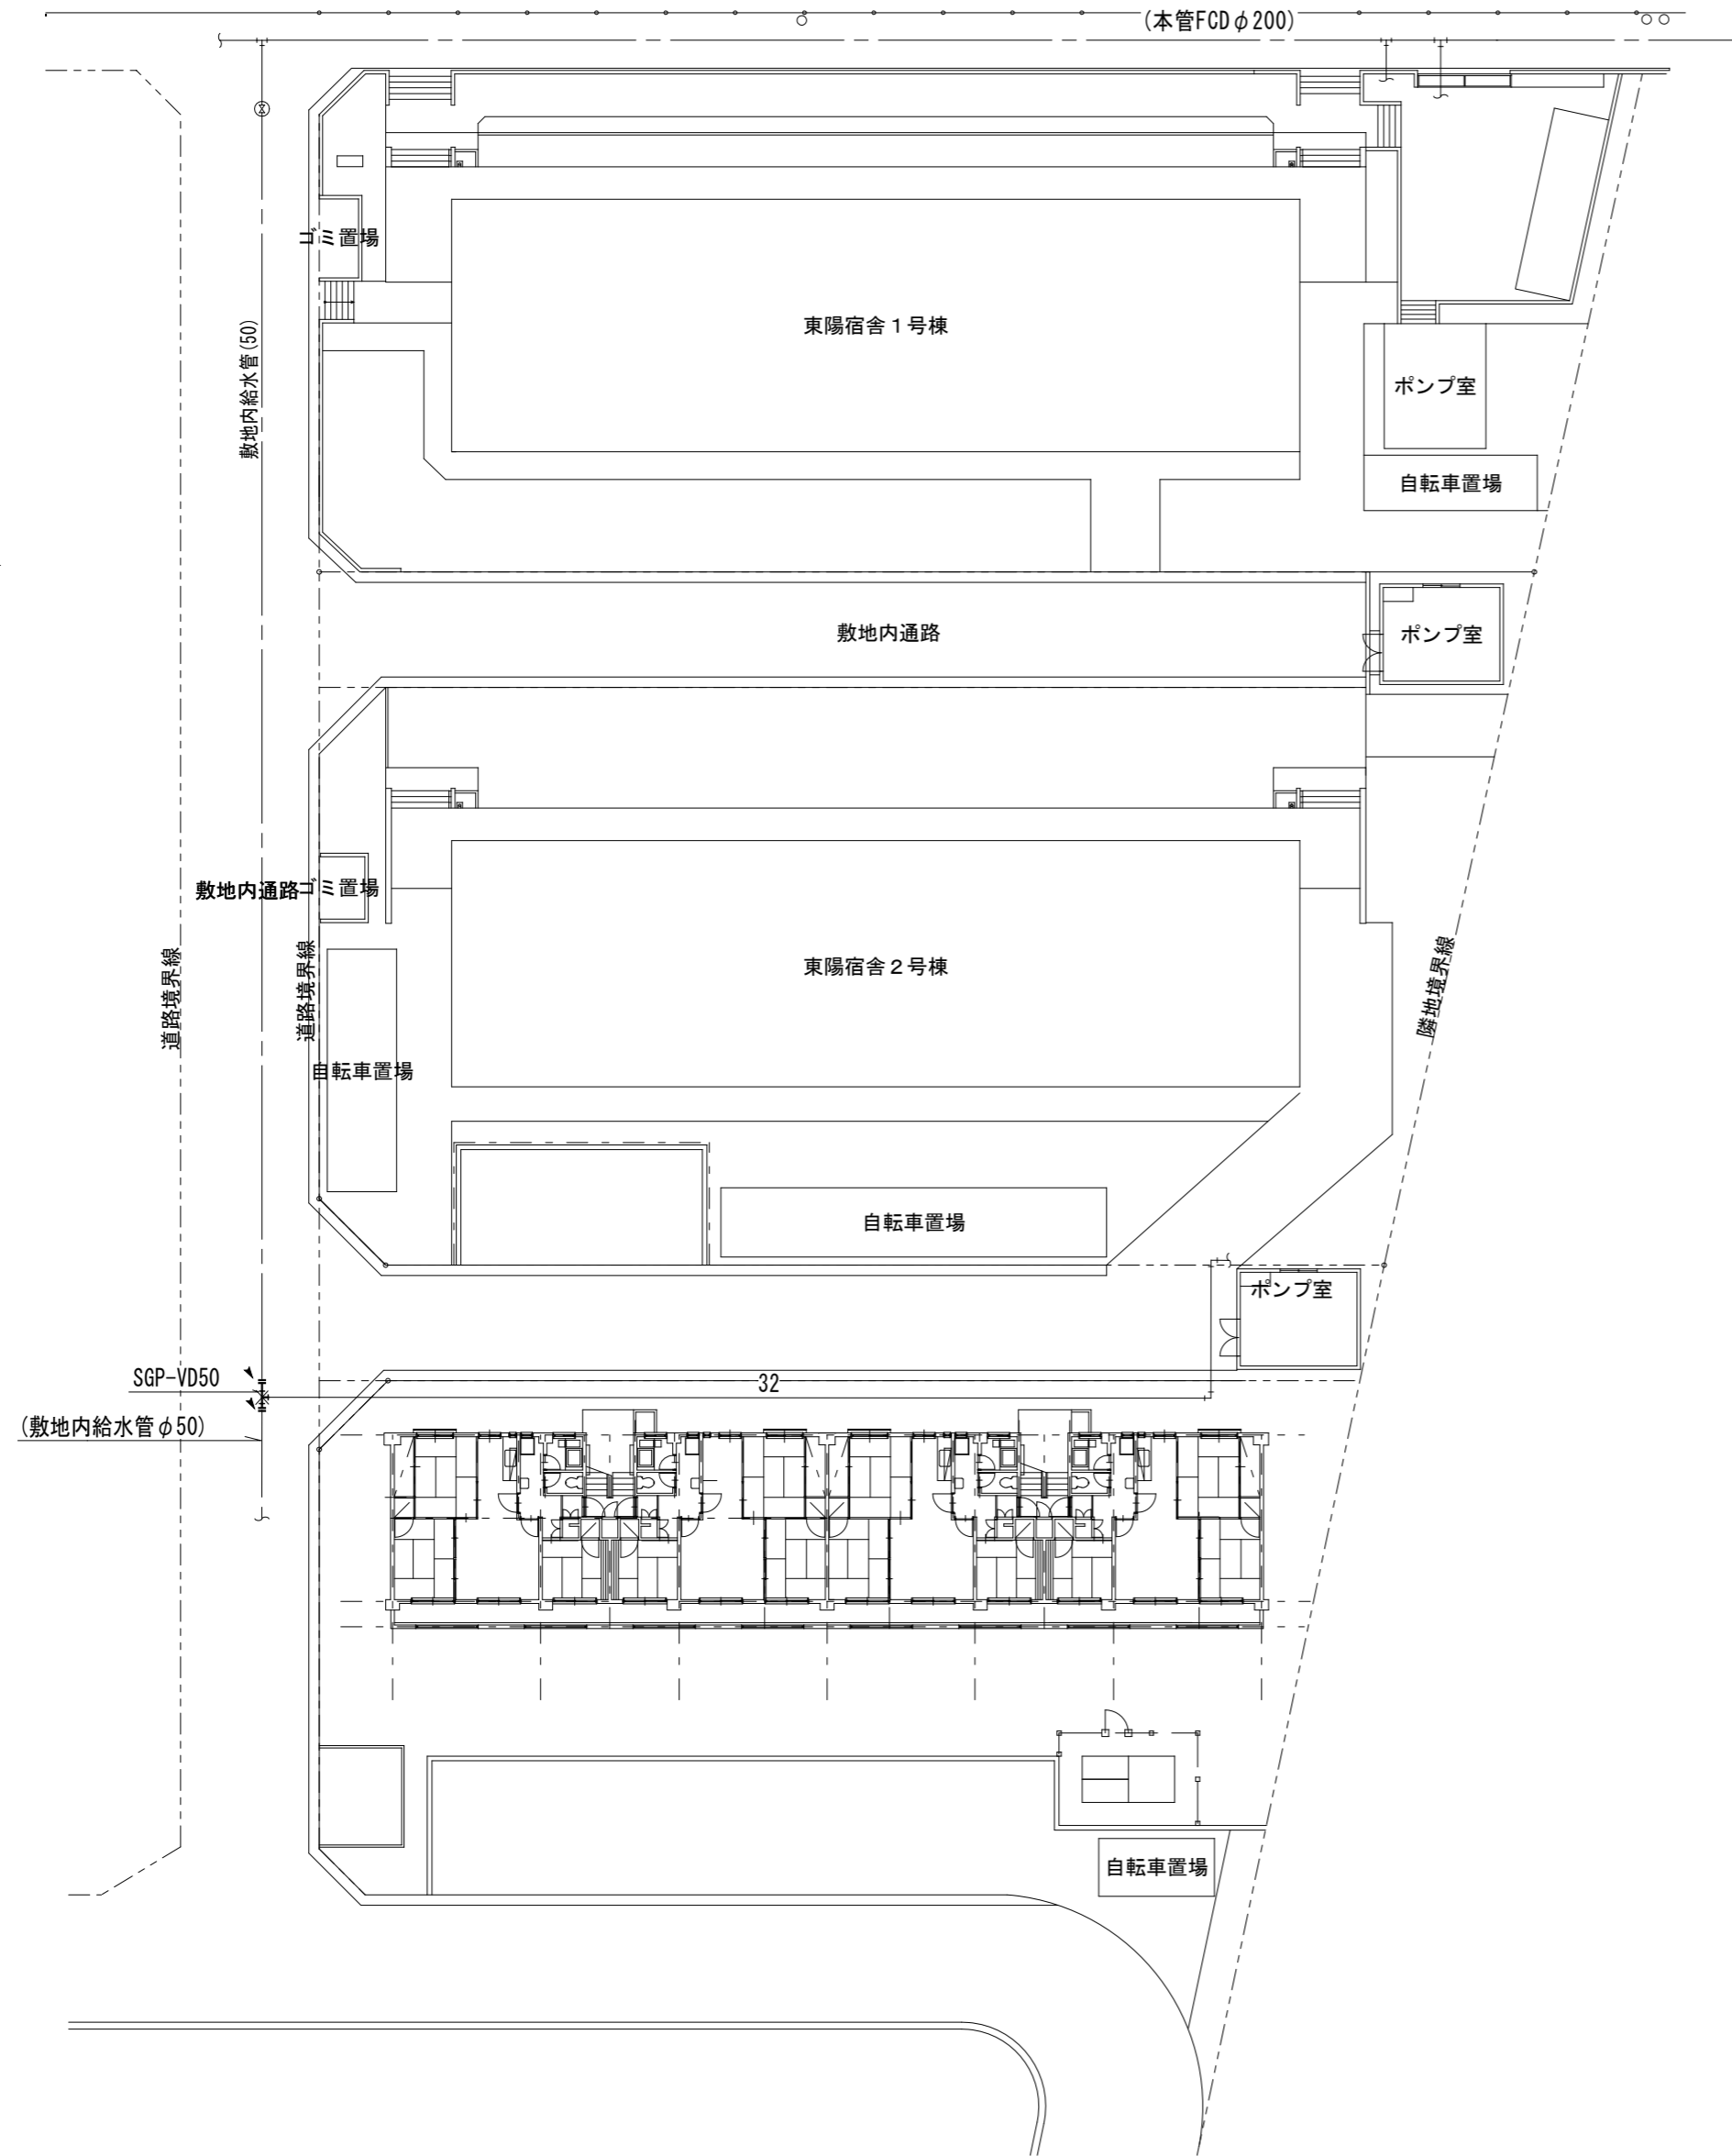 (本管FCDφ200)
ゴミ置場
東陽宿舎１号棟
敷地内給水管(50)
ポンプ室
自転車置場
敷地内通路
ポンプ室
敷地内通路
ゴミ置場
道路境界線
道路境界線
東陽宿舎２号棟
隣地境界線
自転車置場
自転車置場
ポンプ室
SGP-VD50
32
(敷地内給水管φ50)
自転車置場